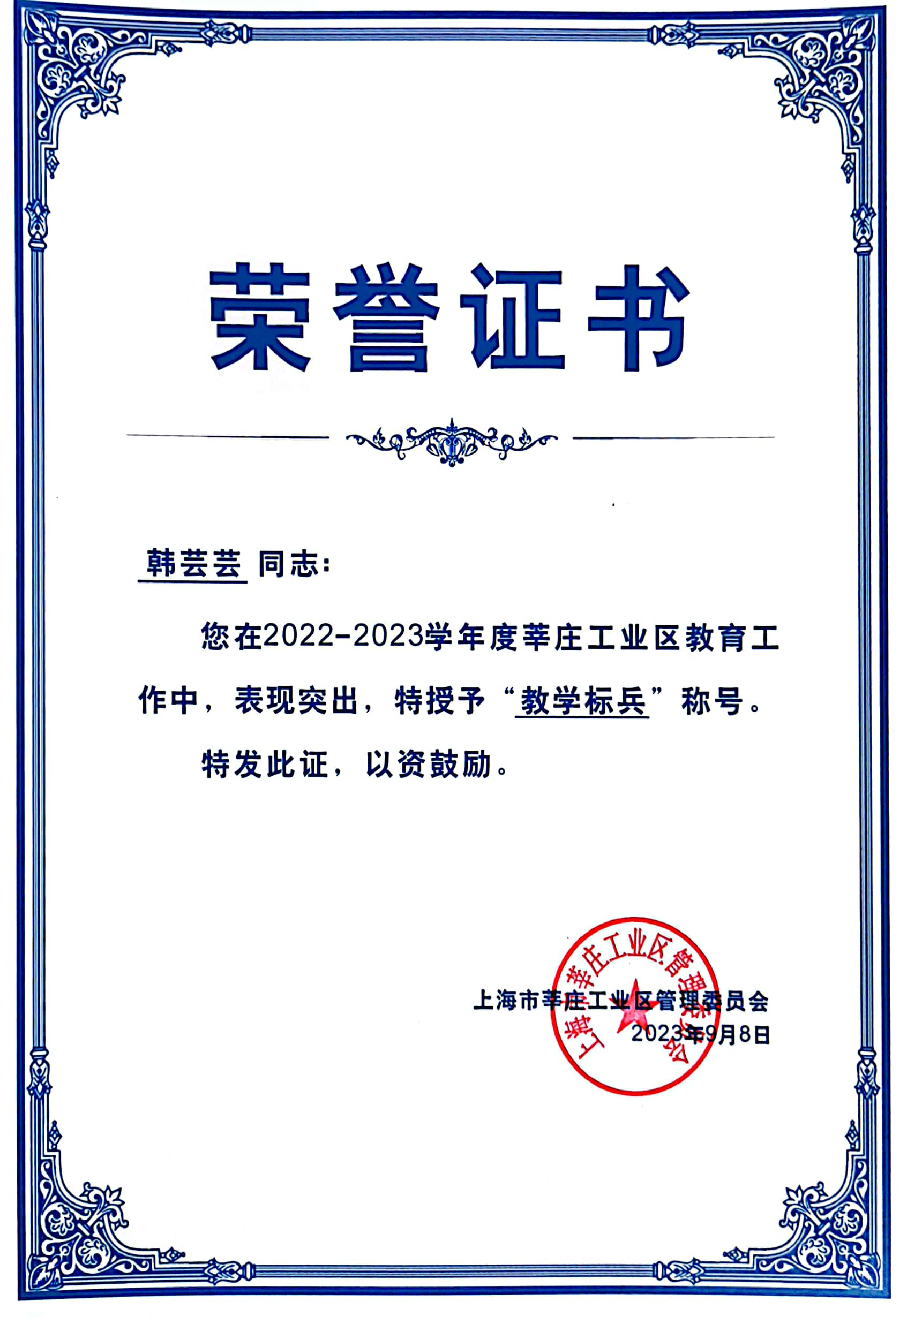 荣誉证书
韩芸芸 同志：
您在2022-2023学年度莘庄工业区教育工
作中，表现突出，特授予“教学标兵”称号。
特发此证，以资鼓励。
上海市莘庄工业区管理委员会
2023年9月8日
上海市莘庄工业区管理委员会